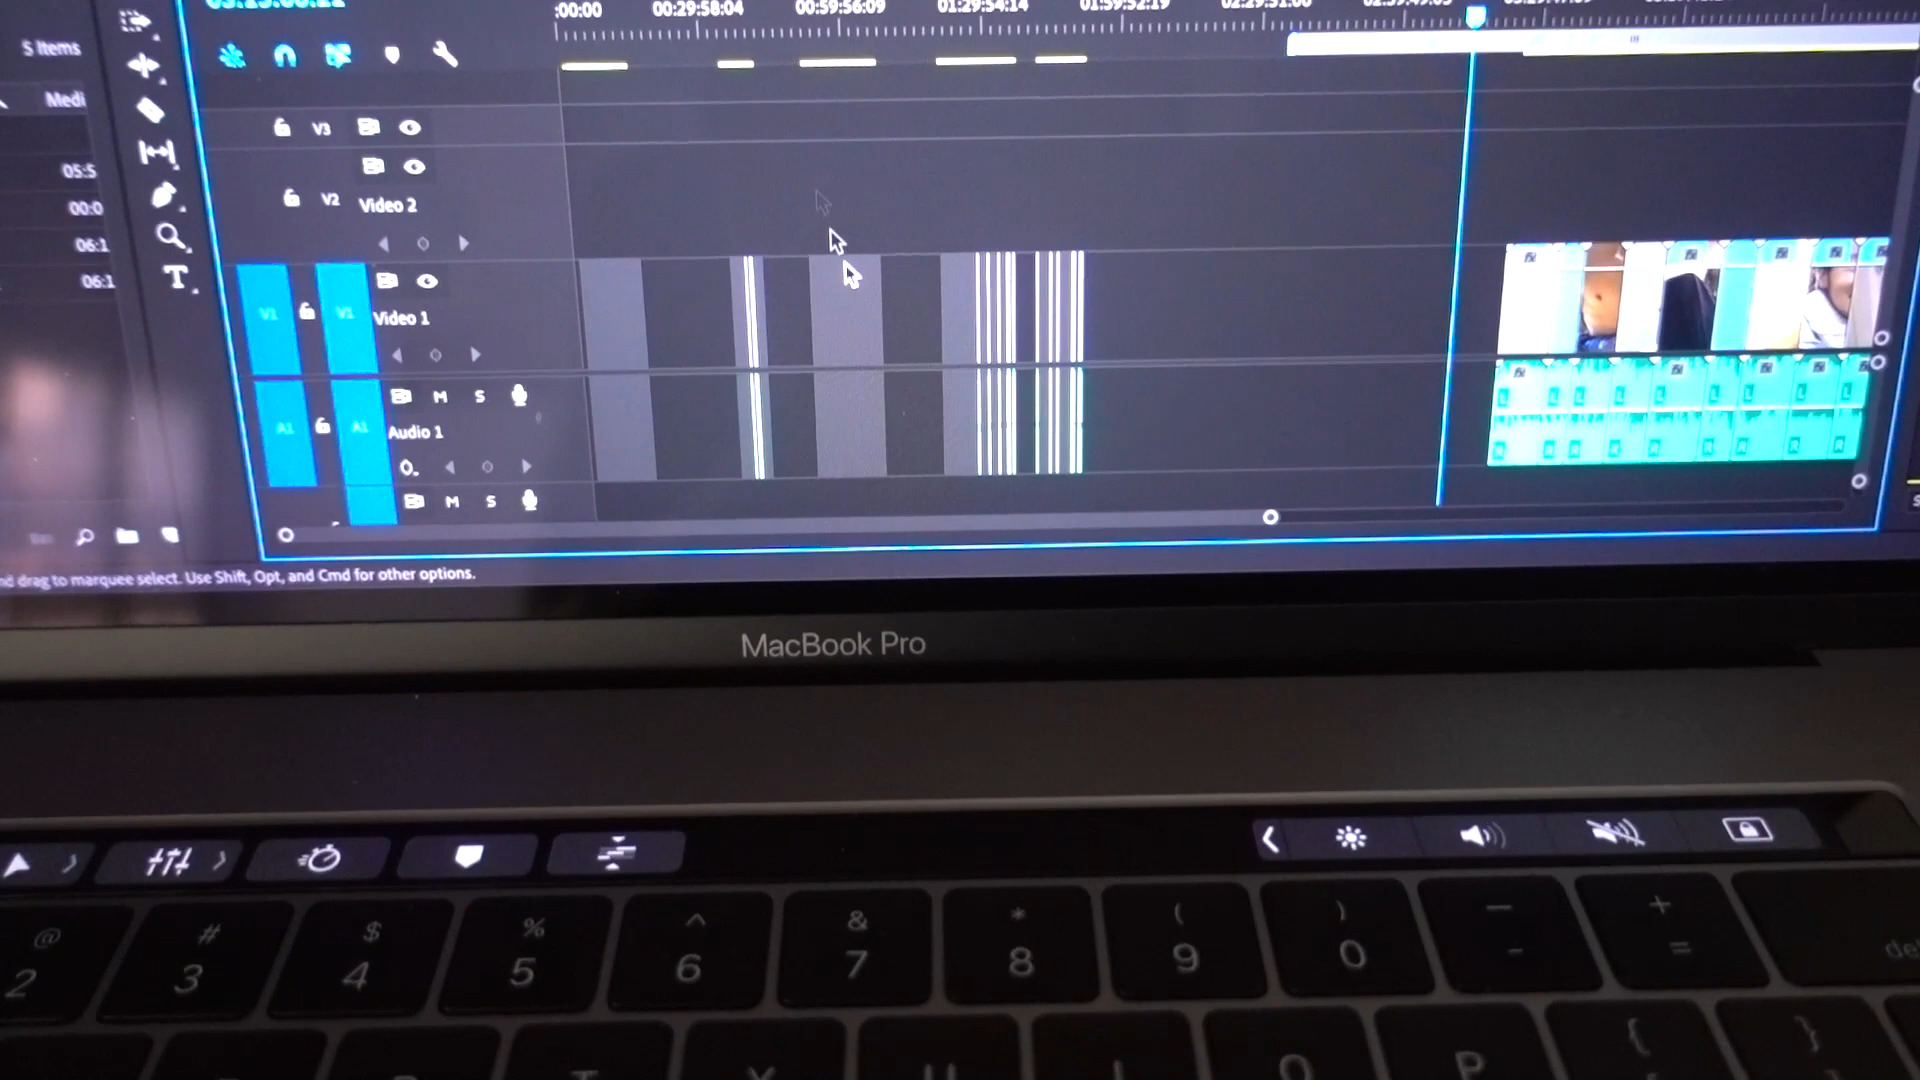 :00:00 00:29:58:04 00:59:56:09 01:29:54:14 01:59:52:19
5 Items
Medi
V3
05:5
V2 Video 2
00:0
06:1
06:1
T
V1 V1 Video 1
M S
A1 A1 Audio 1
0.
M S
L L L L L L L L L
R R R R R R R R R
nd drag to marquee select. Use Shift, Opt, and Cmd for other options.
MacBook Pro
@ # $ % ^ & * ( ) — +
2 3 4 5 6 7 8 9 0 - =
del
{ }
P